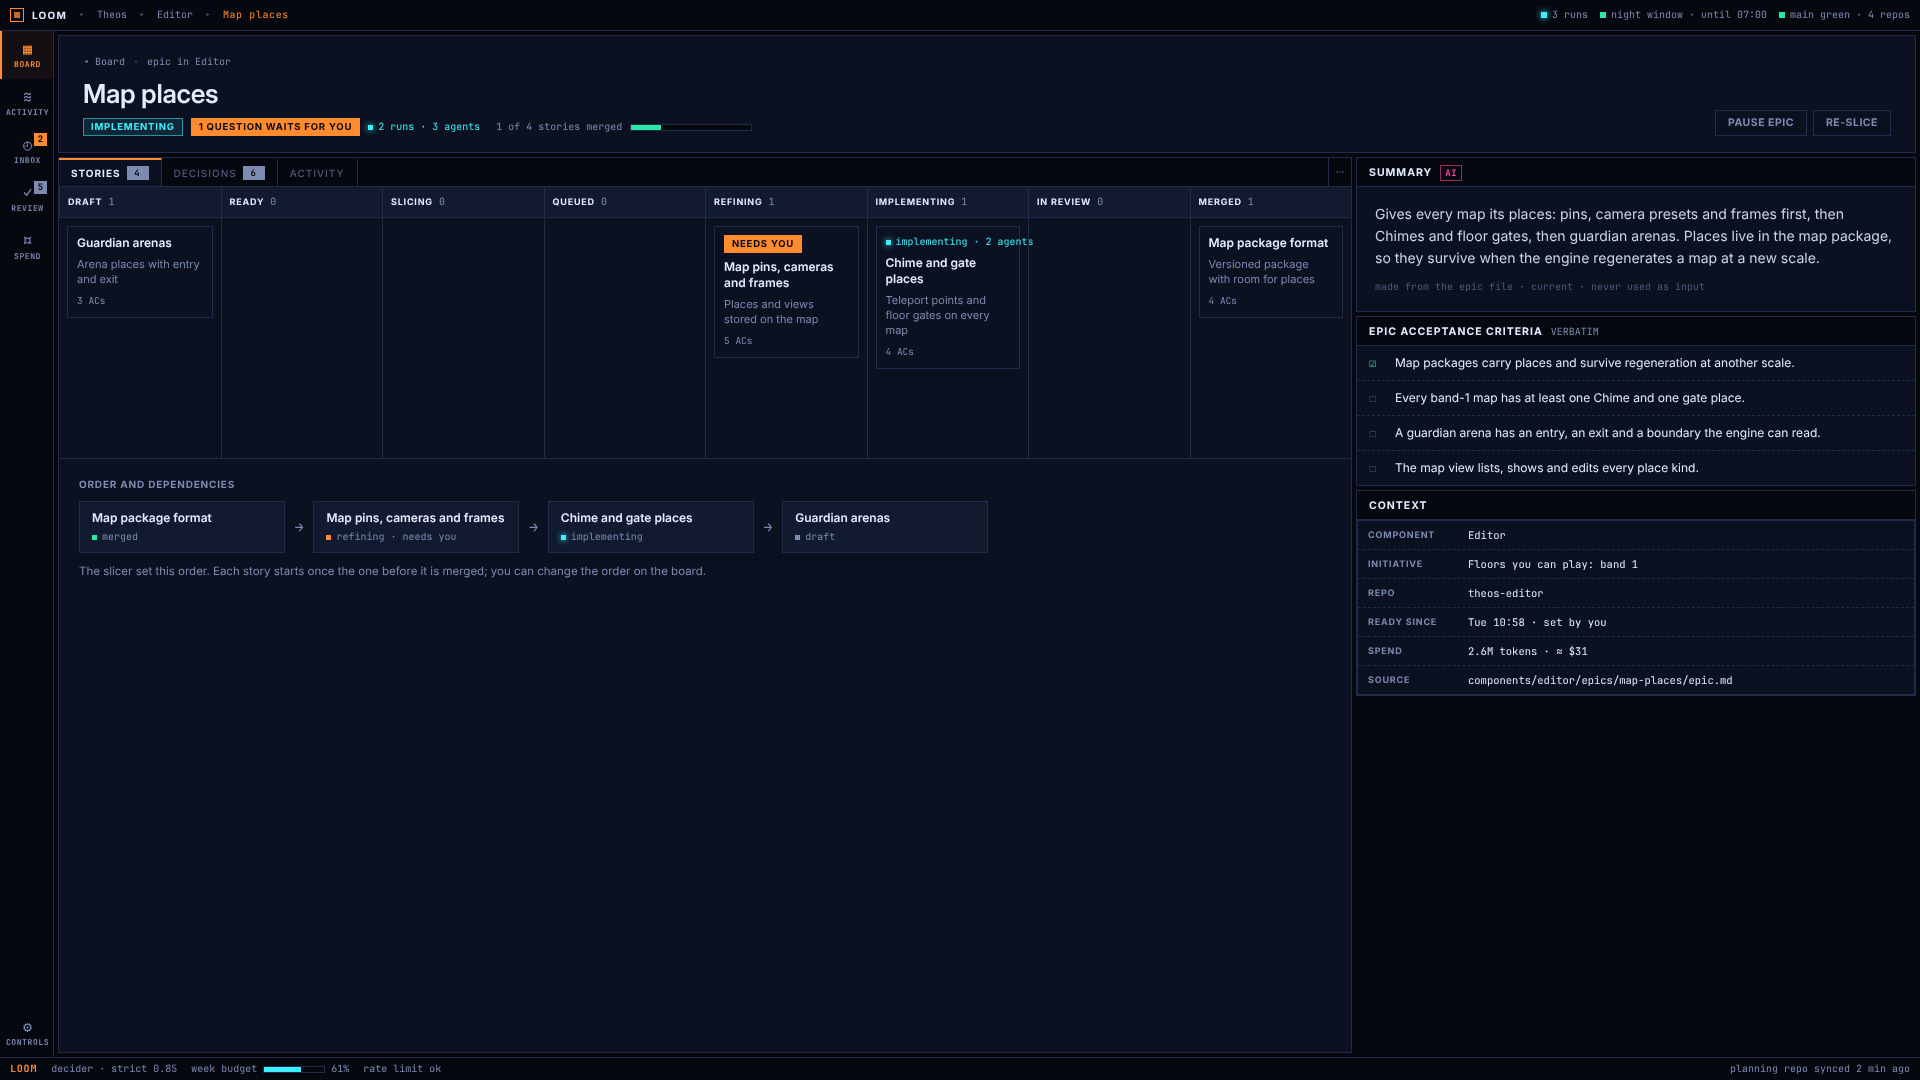 LOOM ▸ Theos ▸ Editor ▸ Map places
3 runs night window · until 07:00 main green · 4 repos
BOARD
ACTIVITY
2
INBOX
5
REVIEW
SPEND
CONTROLS
◂ Board · epic in Editor
Map places
IMPLEMENTING 1 QUESTION WAITS FOR YOU 2 runs · 3 agents 1 of 4 stories merged
PAUSE EPIC RE-SLICE
STORIES 4 DECISIONS 6 ACTIVITY ···
DRAFT 1 READY 0 SLICING 0 QUEUED 0 REFINING 1 IMPLEMENTING 1 IN REVIEW 0 MERGED 1
Guardian arenas
Arena places with entry
and exit
3 ACs
NEEDS YOU
Map pins, cameras
and frames
Places and views
stored on the map
5 ACs
implementing · 2 agents
Chime and gate
places
Teleport points and
floor gates on every
map
4 ACs
Map package format
Versioned package
with room for places
4 ACs
ORDER AND DEPENDENCIES
Map package format
merged
→
Map pins, cameras and frames
refining · needs you
→
Chime and gate places
implementing
→
Guardian arenas
draft
The slicer set this order. Each story starts once the one before it is merged; you can change the order on the board.
SUMMARY AI
Gives every map its places: pins, camera presets and frames first, then
Chimes and floor gates, then guardian arenas. Places live in the map package,
so they survive when the engine regenerates a map at a new scale.
made from the epic file · current · never used as input
EPIC ACCEPTANCE CRITERIA VERBATIM
☑ Map packages carry places and survive regeneration at another scale.
☐ Every band-1 map has at least one Chime and one gate place.
☐ A guardian arena has an entry, an exit and a boundary the engine can read.
☐ The map view lists, shows and edits every place kind.
CONTEXT
COMPONENT Editor
INITIATIVE Floors you can play: band 1
REPO theos-editor
READY SINCE Tue 10:58 · set by you
SPEND 2.6M tokens · ≈ $31
SOURCE components/editor/epics/map-places/epic.md
LOOM decider · strict 0.85 week budget 61% rate limit ok
planning repo synced 2 min ago